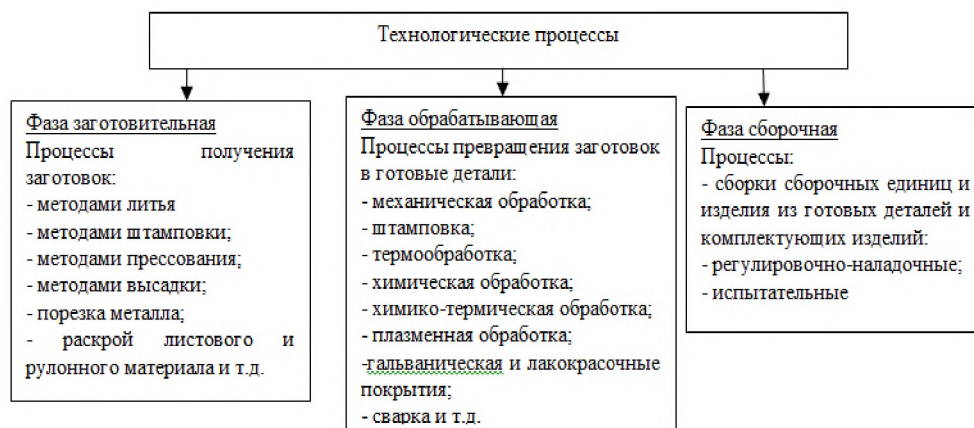 Технологические процессы
Фаза заготовительная
Процессы получения
заготовок:
- методами литья
- методами штамповки;
- методами прессования;
- методами высадки;
- порезка металла;
- раскрой листового и
рулонного материала и т.д.
Фаза обрабатывающая
Процессы превращения заготовок
в готовые детали:
- механическая обработка;
- штамповка;
- термообработка;
- химическая обработка;
- химико-термическая обработка;
- плазменная обработка;
-гальваническая и лакокрасочные
покрытия;
- сварка и т.д.
Фаза сборочная
Процессы:
- сборки сборочных единиц и
изделия из готовых деталей и
комплектующих изделий:
- регулировочно-наладочные;
- испытательные